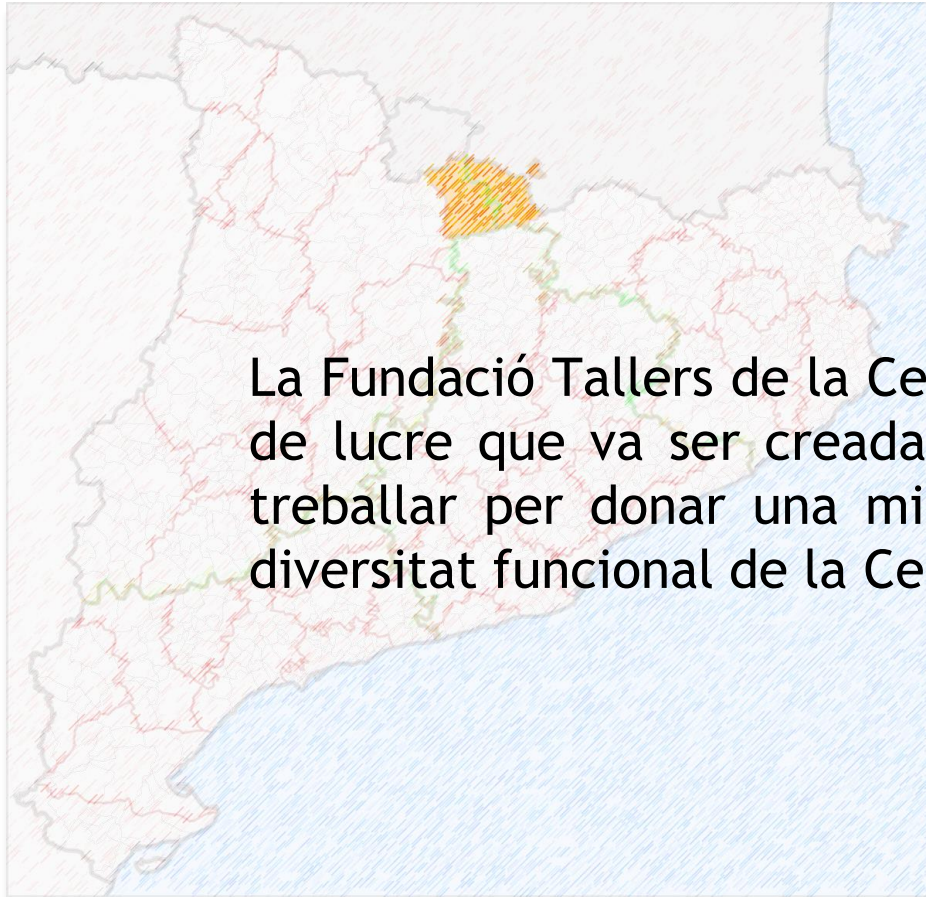 La Fundació Tallers de la Ce
de lucre que va ser creada
treballar per donar una mi
diversitat funcional de la Ce